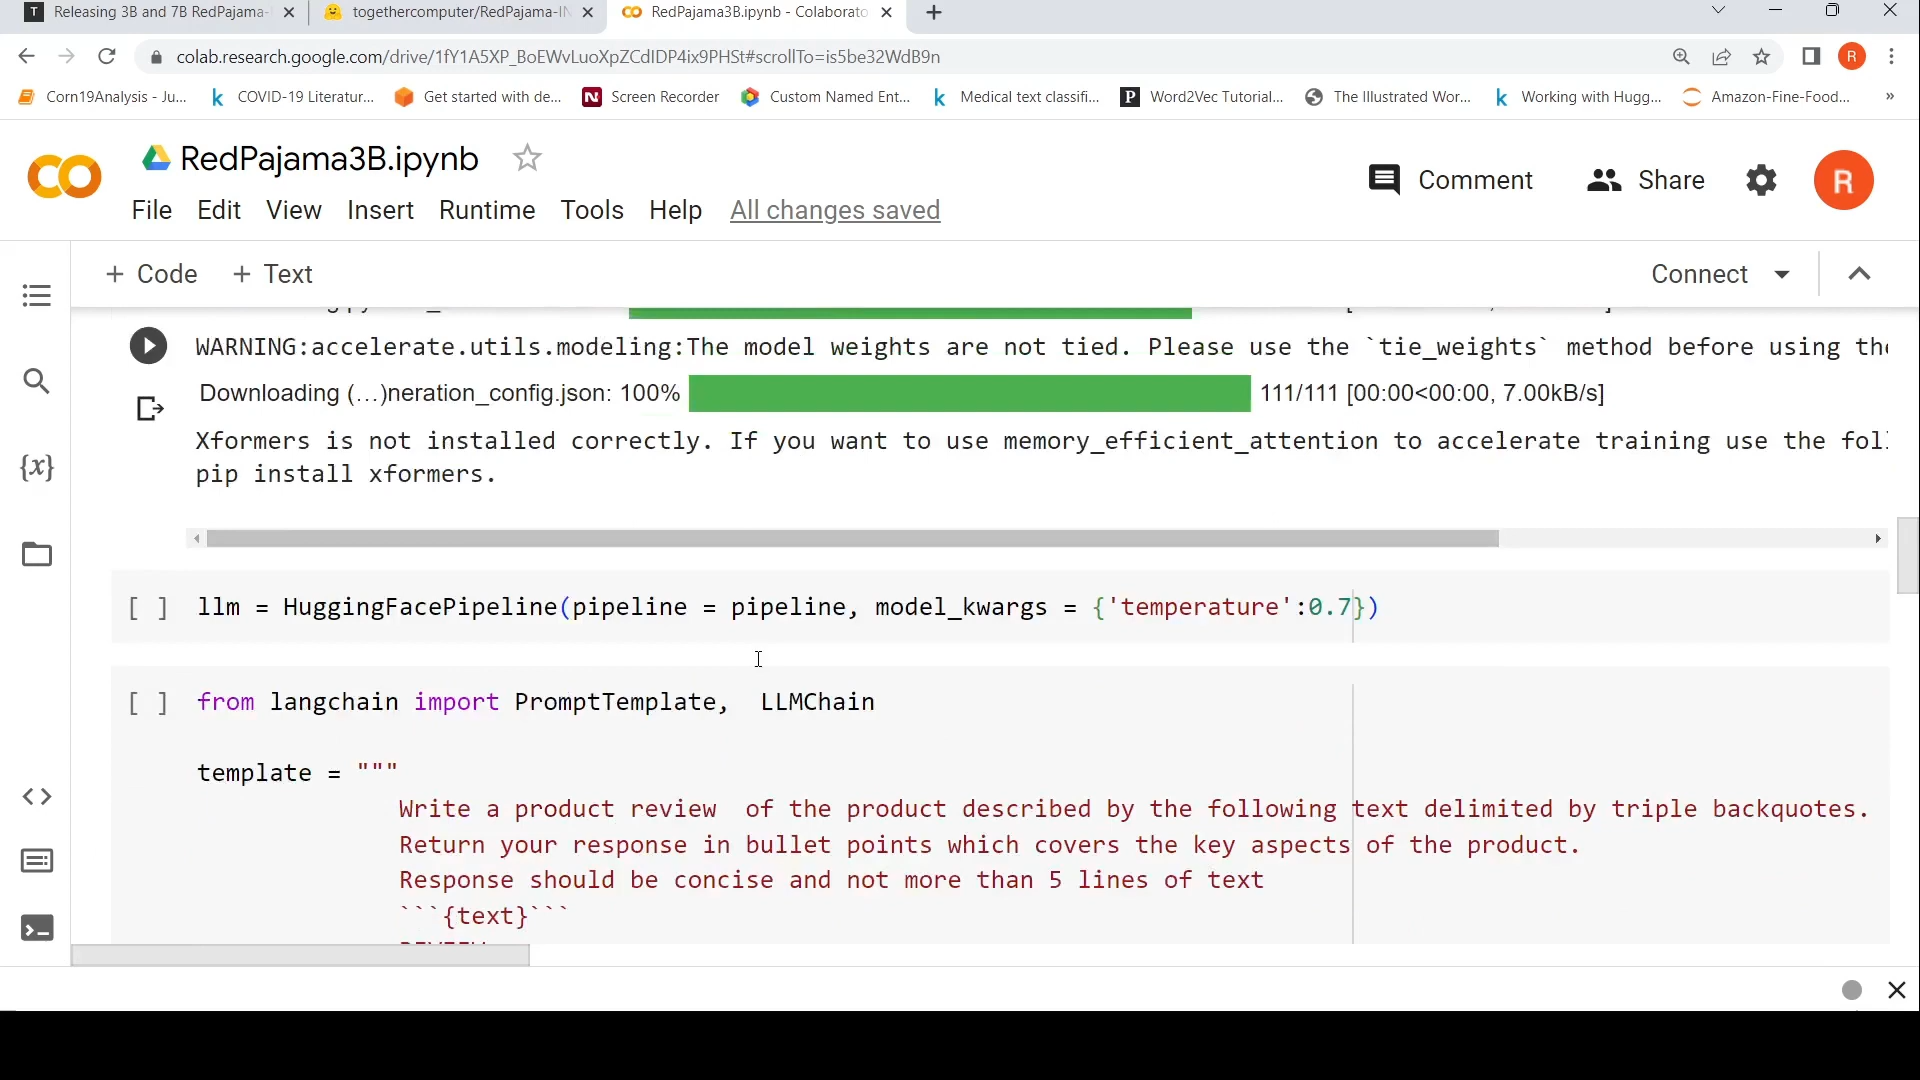 T Releasing 3B and 7B RedPajama-
togethercomputer/RedPajama-IN
RedPajama3B.ipynb - Colaborato
colab.research.google.com/drive/1fY1A5XP_BoEWvLuoXpZCdIDP4ix9PHSt#scrollTo=is5be32WdB9n
R
Corn19Analysis - Ju...
k COVID-19 Literatur...
Get started with de...
N Screen Recorder
Custom Named Ent...
k Medical text classifi...
P Word2Vec Tutorial...
The Illustrated Wor...
k Working with Hugg...
Amazon-Fine-Food...
»
RedPajama3B.ipynb
Comment
Share
R
File Edit View Insert Runtime Tools Help All changes saved
+ Code + Text
Connect
WARNING:accelerate.utils.modeling:The model weights are not tied. Please use the `tie_weights` method before using the
Downloading (…)neration_config.json: 100% 111/111 [00:00<00:00, 7.00kB/s]
Xformers is not installed correctly. If you want to use memory_efficient_attention to accelerate training use the fol
pip install xformers.
{x}
[ ] llm = HuggingFacePipeline(pipeline = pipeline, model_kwargs = {'temperature':0.7})
[ ] from langchain import PromptTemplate, LLMChain
template = """
Write a product review of the product described by the following text delimited by triple backquotes.
Return your response in bullet points which covers the key aspects of the product.
Response should be concise and not more than 5 lines of text
```{text}```